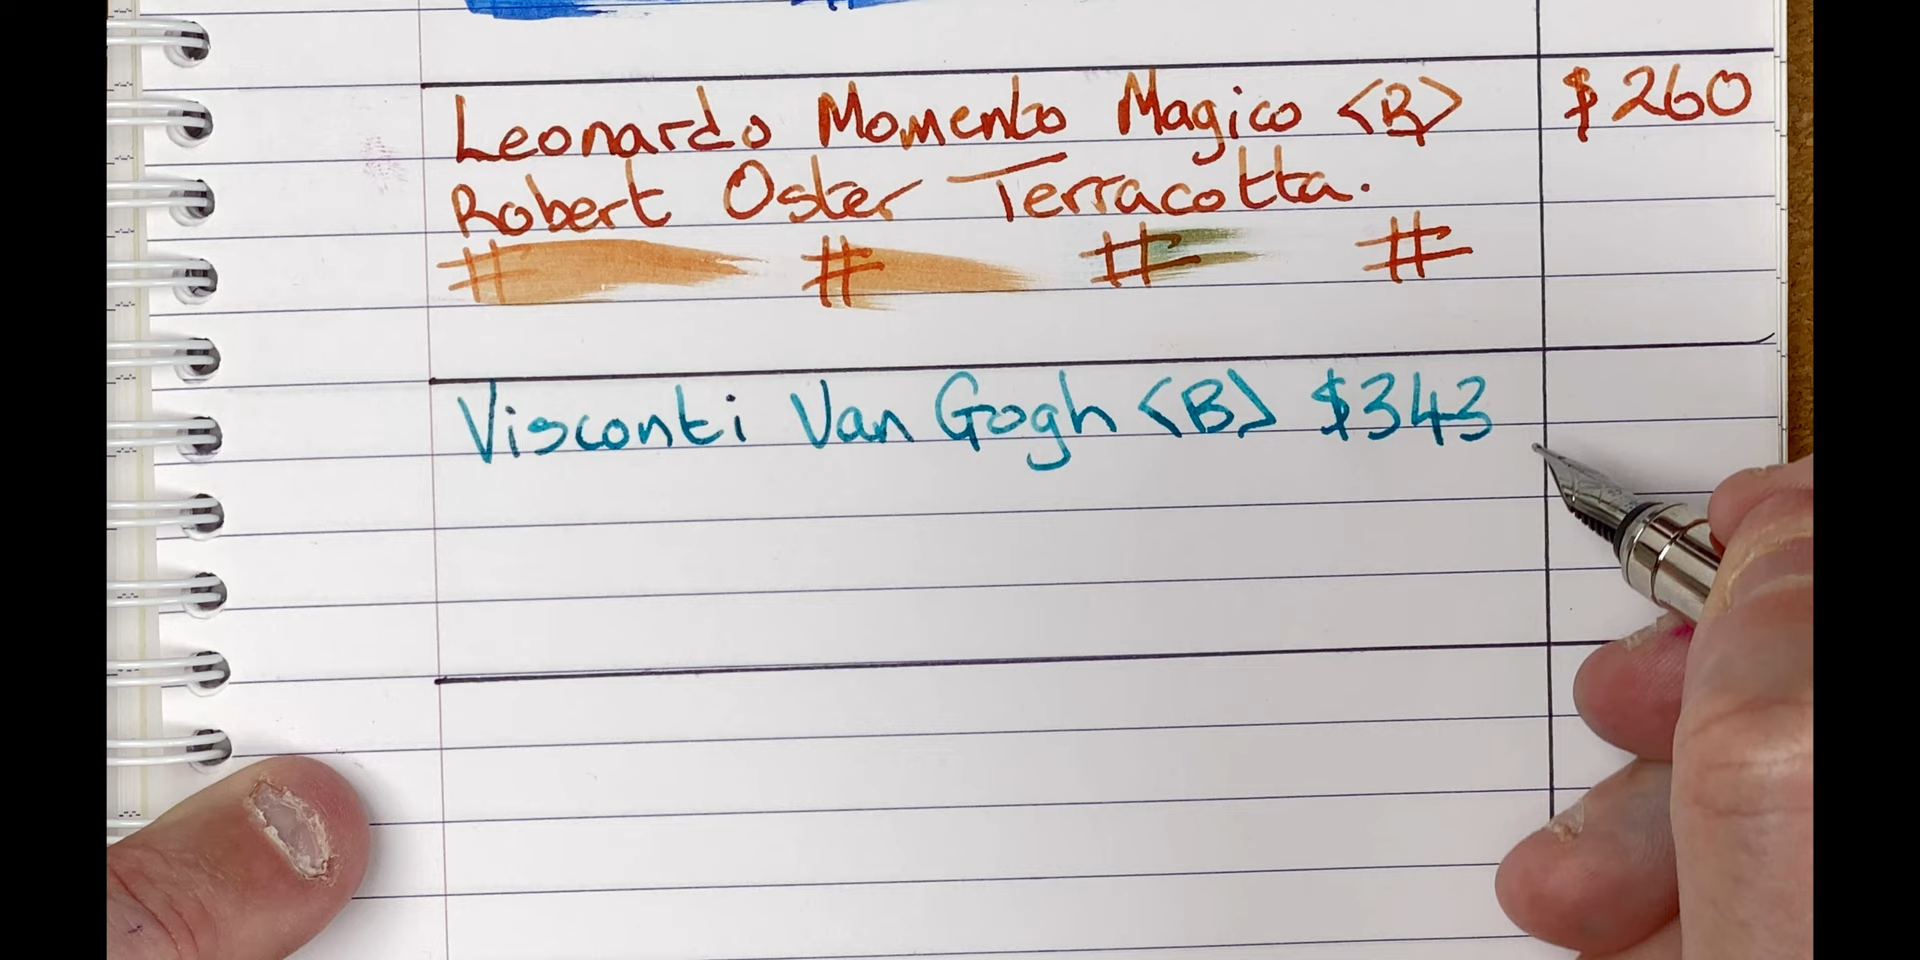 Leonardo Momento Magico <B> $260
Robert Oster Terracotta.
# # # #
Visconti Van Gogh <B> $343